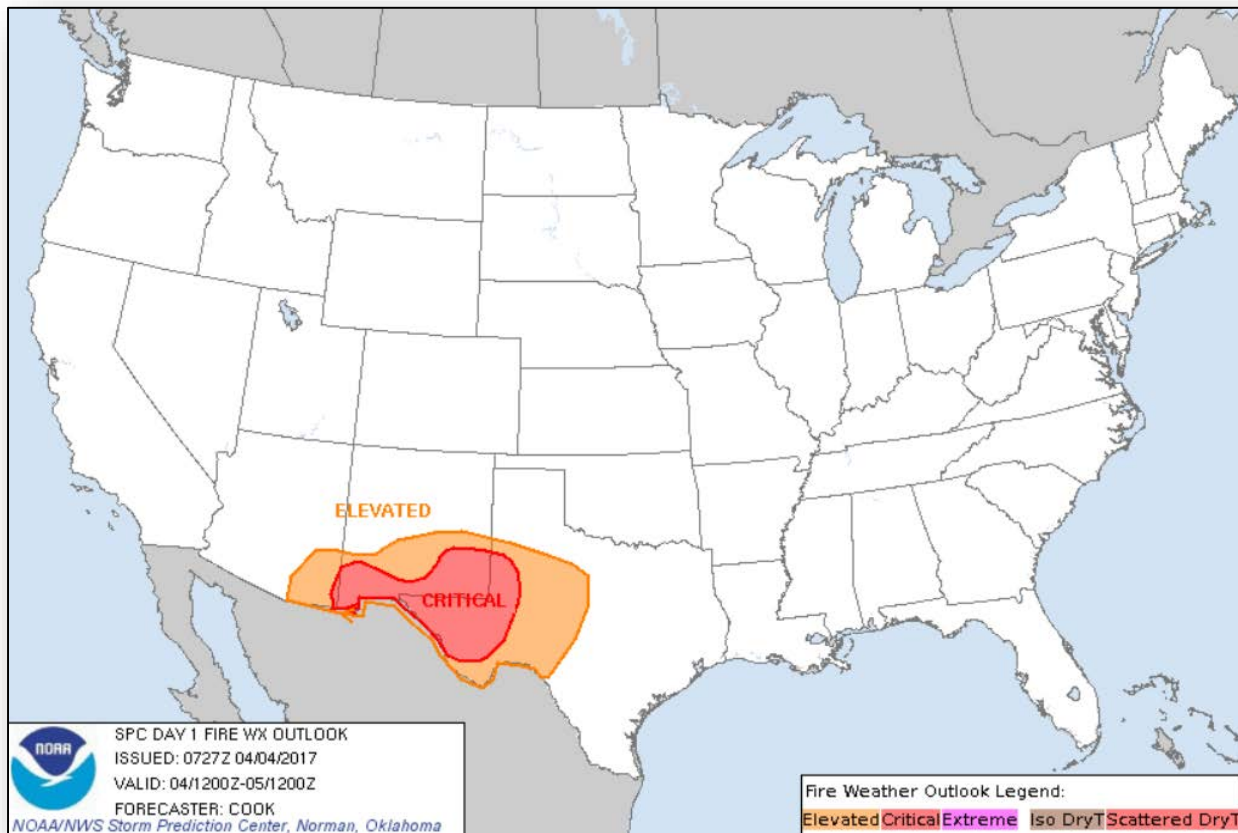 ELEVATED
CRITICAL
NOAA
SPC DAY 1 FIRE WX OUTLOOK
ISSUED: 0727Z 04/04/2017
VALID: 04/1200Z-05/1200Z
FORECASTER: COOK
NOAA/NWS Storm Prediction Center, Norman, Oklahoma
Fire Weather Outlook Legend:
Elevated Critical Extreme Iso DryT Scattered DryT